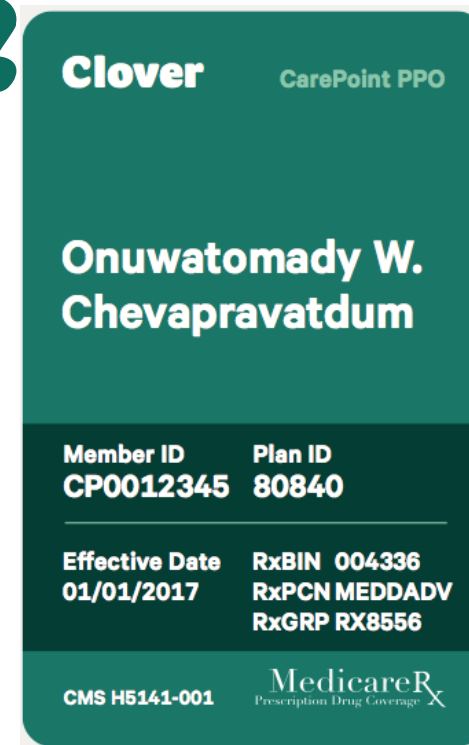 Clover CarePoint PPO
Onuwatomady W.
Chevapravatdum
Member ID Plan ID
CP0012345 80840
Effective Date RxBIN 004336
01/01/2017 RxPCN MEDDADV
RxGRP RX8556
CMS H5141-001 MedicareRx
Prescription Drug Coverage